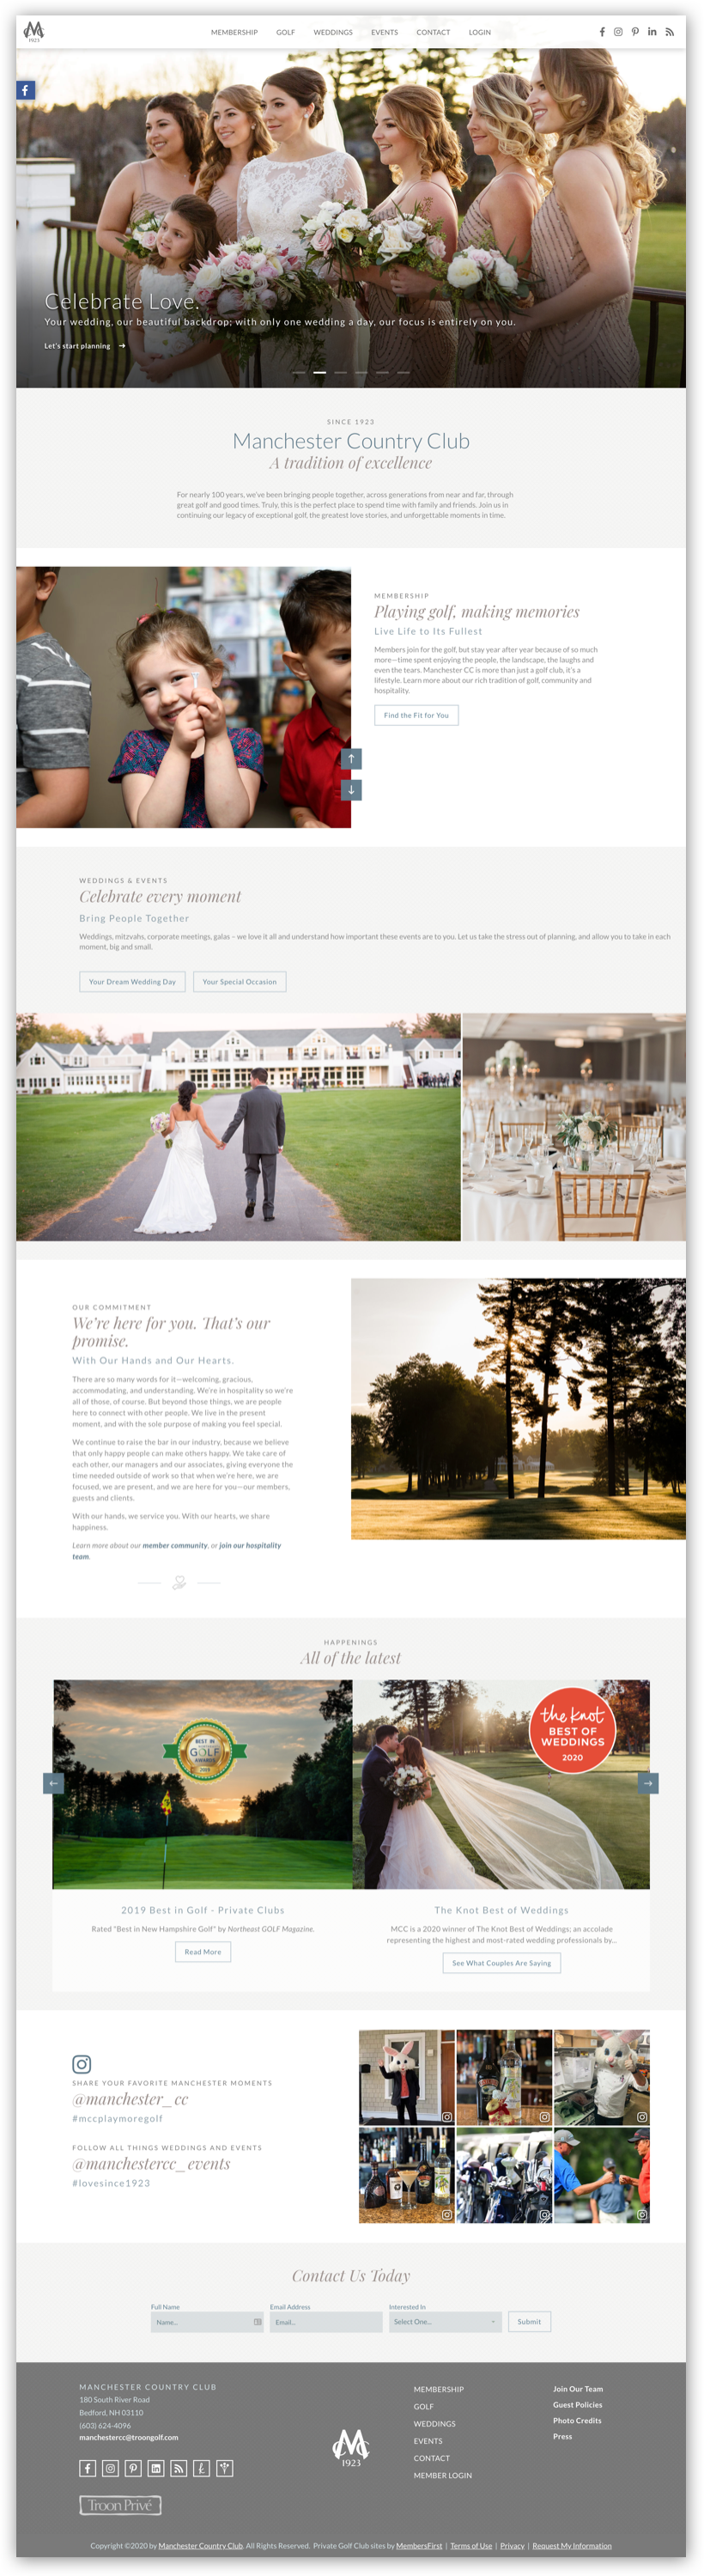 M
1923
MEMBERSHIP GOLF WEDDINGS EVENTS CONTACT LOGIN
Celebrate Love.
Your wedding, our beautiful backdrop; with only one wedding a day, our focus is entirely on you.
Let's start planning →
SINCE 1923
Manchester Country Club
A tradition of excellence
For nearly 100 years, we've been bringing people together, across generations from near and far, through
great golf and good times. Truly, this is the perfect place to spend time with family and friends. Join us in
continuing our legacy of exceptional golf, the greatest love stories, and unforgettable moments in time.
MEMBERSHIP
Playing golf, making memories
Live Life to Its Fullest
Members join for the golf, but stay year after year because of so much
more—time spent enjoying the people, the landscape, the laughs and
even the tears. Manchester CC is more than just a golf club, it's a
lifestyle. Learn more about our rich tradition of golf, community and
hospitality.
Find the Fit for You
WEDDINGS & EVENTS
Celebrate every moment
Bring People Together
Weddings, mitzvahs, corporate meetings, galas – we love it all and understand how important these events are to you. Let us take the stress out of planning, and allow you to take in each
moment, big and small.
Your Dream Wedding Day Your Special Occasion
OUR COMMITMENT
We're here for you. That's our
promise.
With Our Hands and Our Hearts.
There are so many words for it—welcoming, gracious,
accommodating, and understanding. We're in hospitality so we're
all of those, of course. But beyond those things, we are people
here to connect with other people. We live in the present
moment, and with the sole purpose of making you feel special.
We continue to raise the bar in our industry, because we believe
that only happy people can make others happy. We take care of
each other, our managers and our associates, giving everyone the
time needed outside of work so that when we're here, we are
focused, we are present, and we are here for you—our members,
guests and clients.
With our hands, we service you. With our hearts, we share
happiness.
Learn more about our member community, or join our hospitality
team.
HAPPENINGS
All of the latest
BEST IN
GOLF
AWARDS
2019
the knot
BEST OF
WEDDINGS
2020
2019 Best in Golf - Private Clubs
Rated "Best in New Hampshire Golf" by Northeast GOLF Magazine.
Read More
The Knot Best of Weddings
MCC is a 2020 winner of The Knot Best of Weddings; an accolade
representing the highest and most-rated wedding professionals by...
See What Couples Are Saying
SHARE YOUR FAVORITE MANCHESTER MOMENTS
@manchester_cc
#mccplaymoregolf
FOLLOW ALL THINGS WEDDINGS AND EVENTS
@manchestercc_events
#lovesince1923
Contact Us Today
Full Name Email Address Interested In
Name... Email... Select One... Submit
MANCHESTER COUNTRY CLUB
180 South River Road
Bedford, NH 03110
(603) 624-4096
manchestercc@troongolf.com
Troon Privé
M
1923
MEMBERSHIP
GOLF
WEDDINGS
EVENTS
CONTACT
MEMBER LOGIN
Join Our Team
Guest Policies
Photo Credits
Press
Copyright ©2020 by Manchester Country Club. All Rights Reserved. Private Golf Club sites by MembersFirst | Terms of Use | Privacy | Request My Information